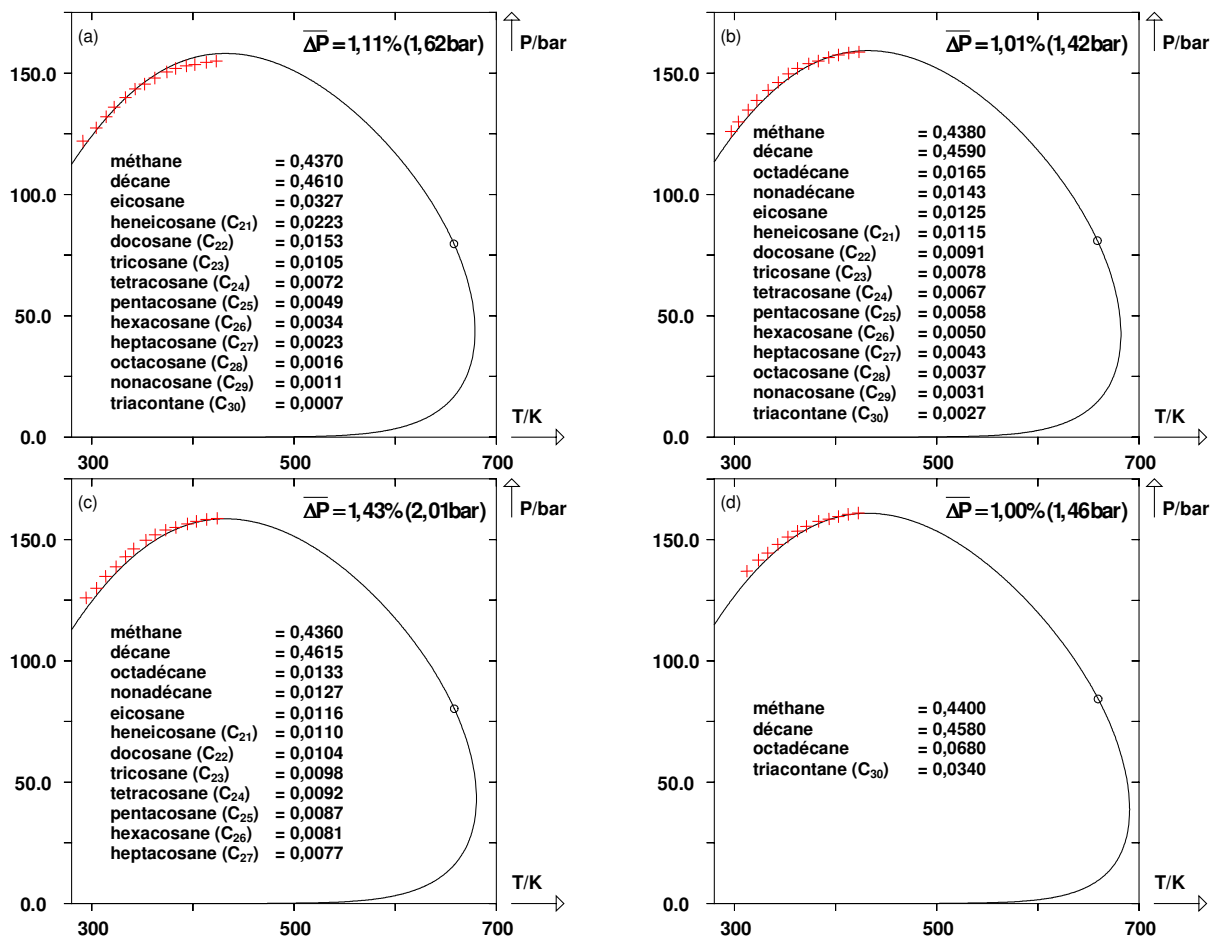 (a)
ΔP = 1,11% (1,62bar)
P/bar
150.0
100.0
50.0
0.0
méthane = 0,4370
décane = 0,4610
eicosane = 0,0327
heneicosane (C21) = 0,0223
docosane (C22) = 0,0153
tricosane (C23) = 0,0105
tetracosane (C24) = 0,0072
pentacosane (C25) = 0,0049
hexacosane (C26) = 0,0034
heptacosane (C27) = 0,0023
octacosane (C28) = 0,0016
nonacosane (C29) = 0,0011
triacontane (C30) = 0,0007
T/K
300 500 700
(b)
ΔP = 1,01% (1,42bar)
P/bar
150.0
100.0
50.0
0.0
méthane = 0,4380
décane = 0,4590
octadécane = 0,0165
nonadécane = 0,0143
eicosane = 0,0125
heneicosane (C21) = 0,0115
docosane (C22) = 0,0091
tricosane (C23) = 0,0078
tetracosane (C24) = 0,0067
pentacosane (C25) = 0,0058
hexacosane (C26) = 0,0050
heptacosane (C27) = 0,0043
octacosane (C28) = 0,0037
nonacosane (C29) = 0,0031
triacontane (C30) = 0,0027
T/K
300 500 700
(c)
ΔP = 1,43% (2,01bar)
P/bar
150.0
100.0
50.0
0.0
méthane = 0,4360
décane = 0,4615
octadécane = 0,0133
nonadécane = 0,0127
eicosane = 0,0116
heneicosane (C21) = 0,0110
docosane (C22) = 0,0104
tricosane (C23) = 0,0098
tetracosane (C24) = 0,0092
pentacosane (C25) = 0,0087
hexacosane (C26) = 0,0081
heptacosane (C27) = 0,0077
T/K
300 500 700
(d)
ΔP = 1,00% (1,46bar)
P/bar
150.0
100.0
50.0
0.0
méthane = 0,4400
décane = 0,4580
octadécane = 0,0680
triacontane (C30) = 0,0340
T/K
300 500 700